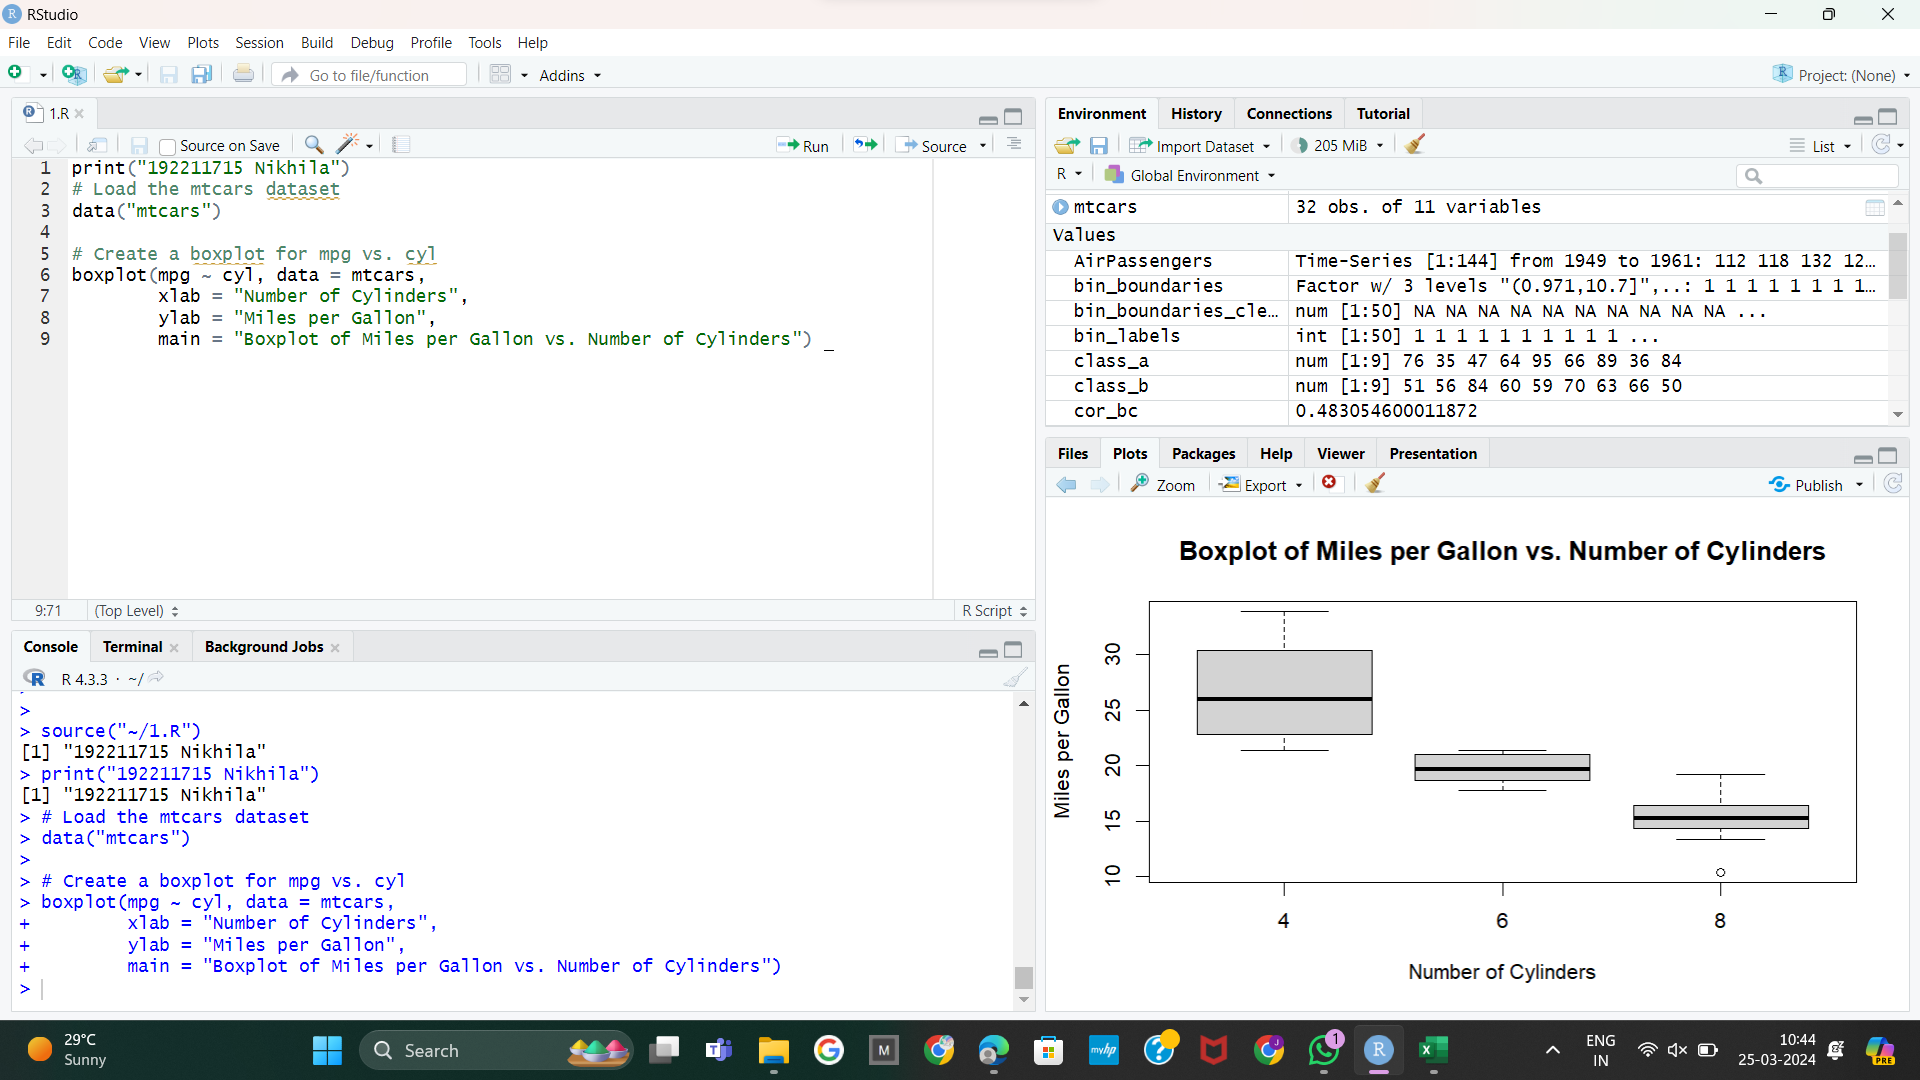 RStudio
File Edit Code View Plots Session Build Debug Profile Tools Help
Go to file/function Addins Project: (None)
1.R
Source on Save Run Source
1 print("192211715 Nikhila")
2 # Load the mtcars dataset
3 data("mtcars")
4
5 # Create a boxplot for mpg vs. cyl
6 boxplot(mpg ~ cyl, data = mtcars,
7 xlab = "Number of Cylinders",
8 ylab = "Miles per Gallon",
9 main = "Boxplot of Miles per Gallon vs. Number of Cylinders")
9:71 (Top Level) R Script
Console Terminal Background Jobs
R 4.3.3 · ~/
>
> source("~/1.R")
[1] "192211715 Nikhila"
> print("192211715 Nikhila")
[1] "192211715 Nikhila"
> # Load the mtcars dataset
> data("mtcars")
>
> # Create a boxplot for mpg vs. cyl
> boxplot(mpg ~ cyl, data = mtcars,
+ xlab = "Number of Cylinders",
+ ylab = "Miles per Gallon",
+ main = "Boxplot of Miles per Gallon vs. Number of Cylinders")
>
Environment History Connections Tutorial
Import Dataset 205 MiB List
R Global Environment
mtcars 32 obs. of 11 variables
Values
AirPassengers Time-Series [1:144] from 1949 to 1961: 112 118 132 12…
bin_boundaries Factor w/ 3 levels "(0.971,10.7]",..: 1 1 1 1 1 1 1 1…
bin_boundaries_cle… num [1:50] NA NA NA NA NA NA NA NA NA NA ...
bin_labels int [1:50] 1 1 1 1 1 1 1 1 1 1 ...
class_a num [1:9] 76 35 47 64 95 66 89 36 84
class_b num [1:9] 51 56 84 60 59 70 63 66 50
cor_bc 0.483054600011872
Files Plots Packages Help Viewer Presentation
Zoom Export Publish
Boxplot of Miles per Gallon vs. Number of Cylinders
Miles per Gallon
30
25
20
15
10
4 6 8
Number of Cylinders
29°C
Sunny
Search
M
myhp
J
1
R
X
ENG
IN
10:44
25-03-2024
PRE